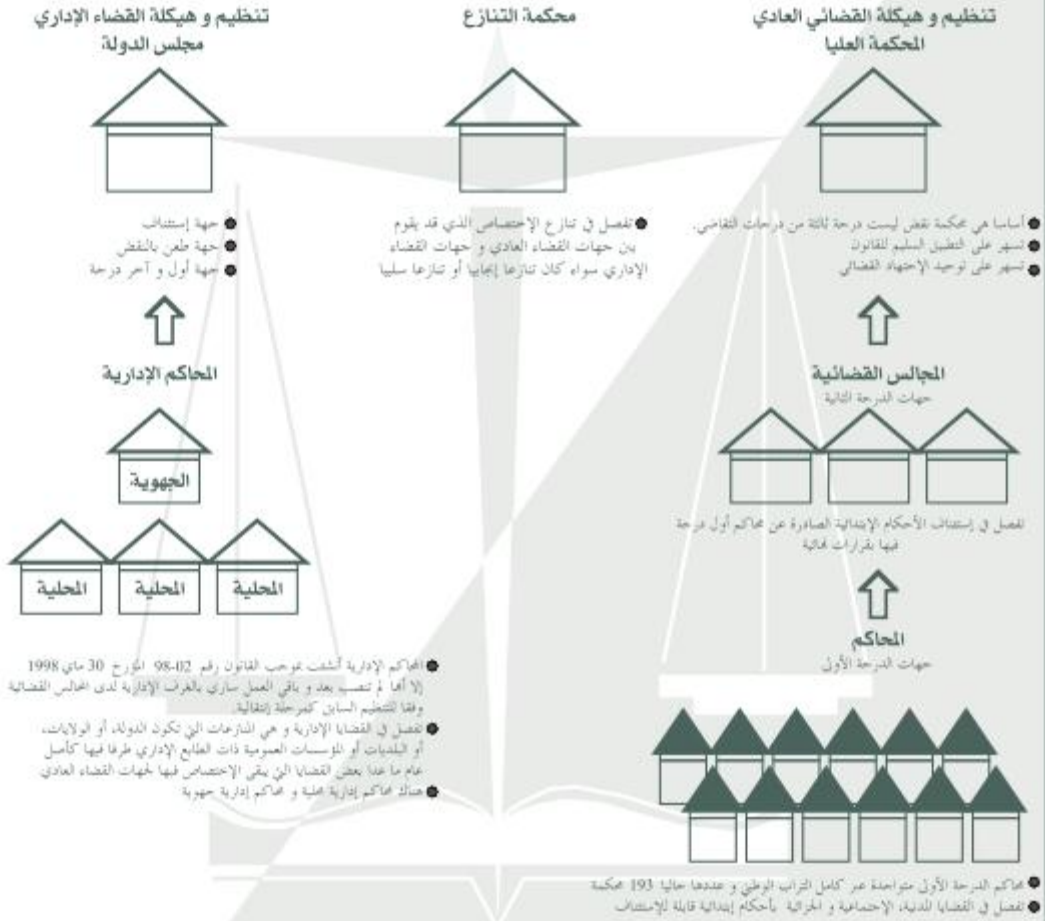 تنظيم و هيكلة القضائي العادي
المحكمة العليا
أساسا هي محكمة نقض ليست درجة ثالثة من درجات التقاضي.
تسهر على التطبيق السليم للقانون
تسهر على توحيد الإجتهاد القضائي
المجالس القضائية
جهات الدرجة الثانية
تفصل في إستئناف الأحكام الإبتدائية الصادرة عن محاكم أول درجة
فيها بقرارات نهائية
المحاكم
جهات الدرجة الأولى
محاكم الدرجة الأولى متواجدة عبر كامل التراب الوطني و عددها حاليا 193 محكمة
تفصل في القضايا المدنية، الإجتماعية و الجزائية بأحكام إبتدائية قابلة للإستئناف
محكمة التنازع
تفصل في تنازع الإختصاص الذي قد يقوم
بين جهات القضاء العادي و جهات القضاء
الإداري سواء كان تنازعا إيجابيا أو تنازعا سلبيا
تنظيم و هيكلة القضاء الإداري
مجلس الدولة
جهة إستئناف
جهة طعن بالنقض
جهة أول و آخر درجة
المحاكم الإدارية
الجهوية
المحلية
المحلية
المحلية
المحاكم الإدارية أنشئت بموجب القانون رقم 02-98 المؤرخ 30 ماي 1998
إلا أنها لم تنصب بعد و باقي العمل ساري بالغرف الإدارية لدى المجالس القضائية
وفقا للتنظيم السابق كمرحلة إنتقالية.
تفصل في القضايا الإدارية و هي المنازعات التي تكون الدولة، أو الولايات،
أو البلديات أو المؤسسات العمومية ذات الطابع الإداري طرفا فيها كأصل
عام ما عدا بعض القضايا التي يبقى الإختصاص فيها لجهات القضاء العادي.
هناك محاكم إدارية محلية و محاكم إدارية جهوية